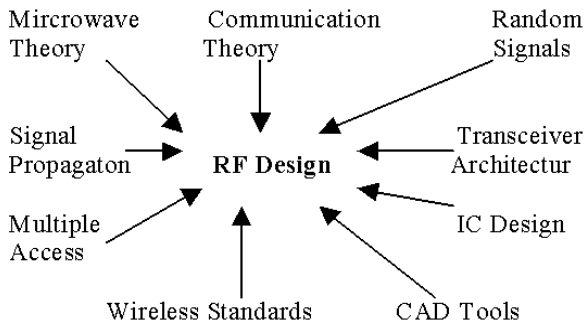 Mircrowave
Theory
Communication
Theory
Random
Signals
Signal
Propagaton
RF Design
Transceiver
Architectur
Multiple
Access
IC Design
Wireless Standards
CAD Tools